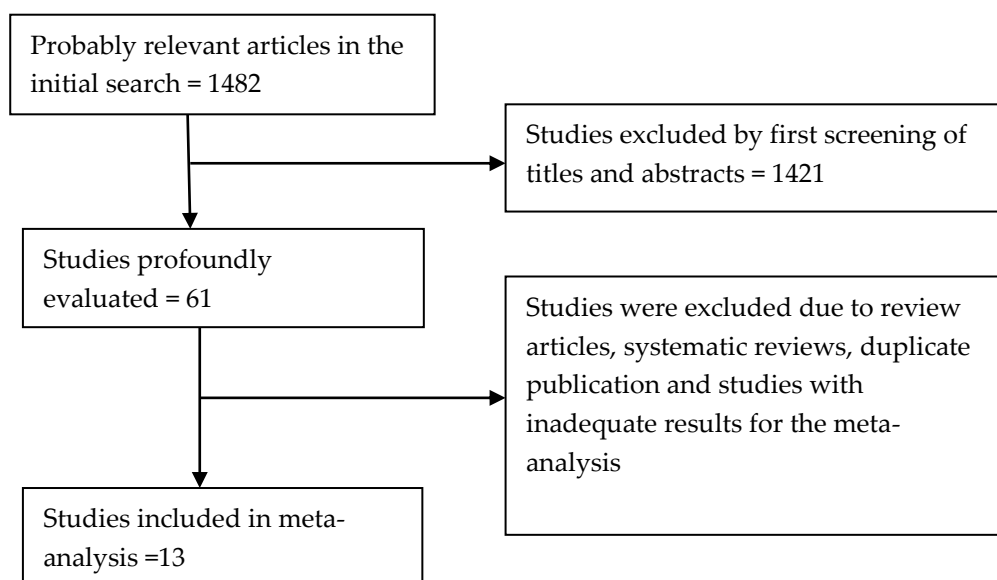 Probably relevant articles in the
initial search = 1482
Studies excluded by first screening of
titles and abstracts = 1421
Studies profoundly
evaluated = 61
Studies were excluded due to review
articles, systematic reviews, duplicate
publication and studies with
inadequate results for the meta-
analysis
Studies included in meta-
analysis =13